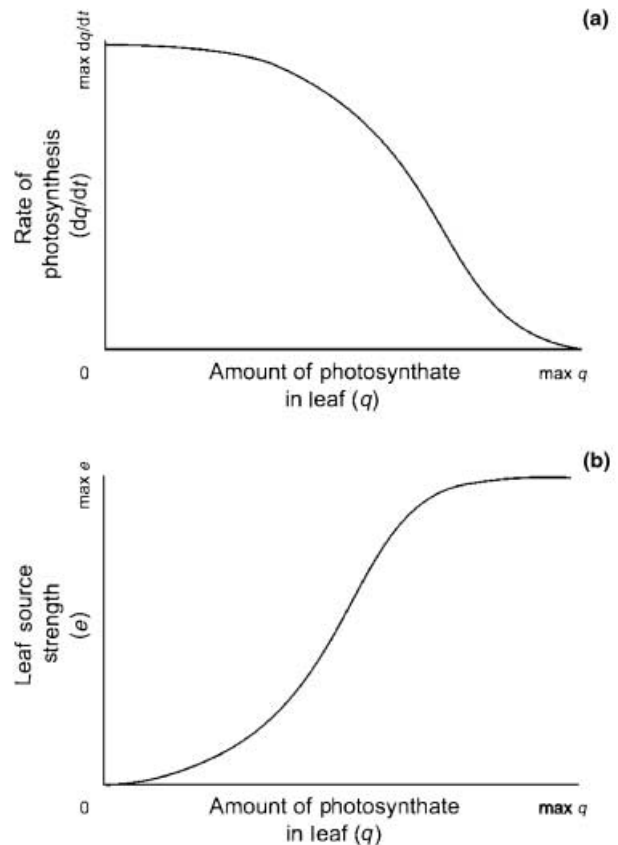 (a)
max dq/dt
Rate of
photosynthesis
(dq/dt)
0
Amount of photosynthate
in leaf (q)
max q
(b)
max e
Leaf source
strength
(e)
0
Amount of photosynthate
in leaf (q)
max q